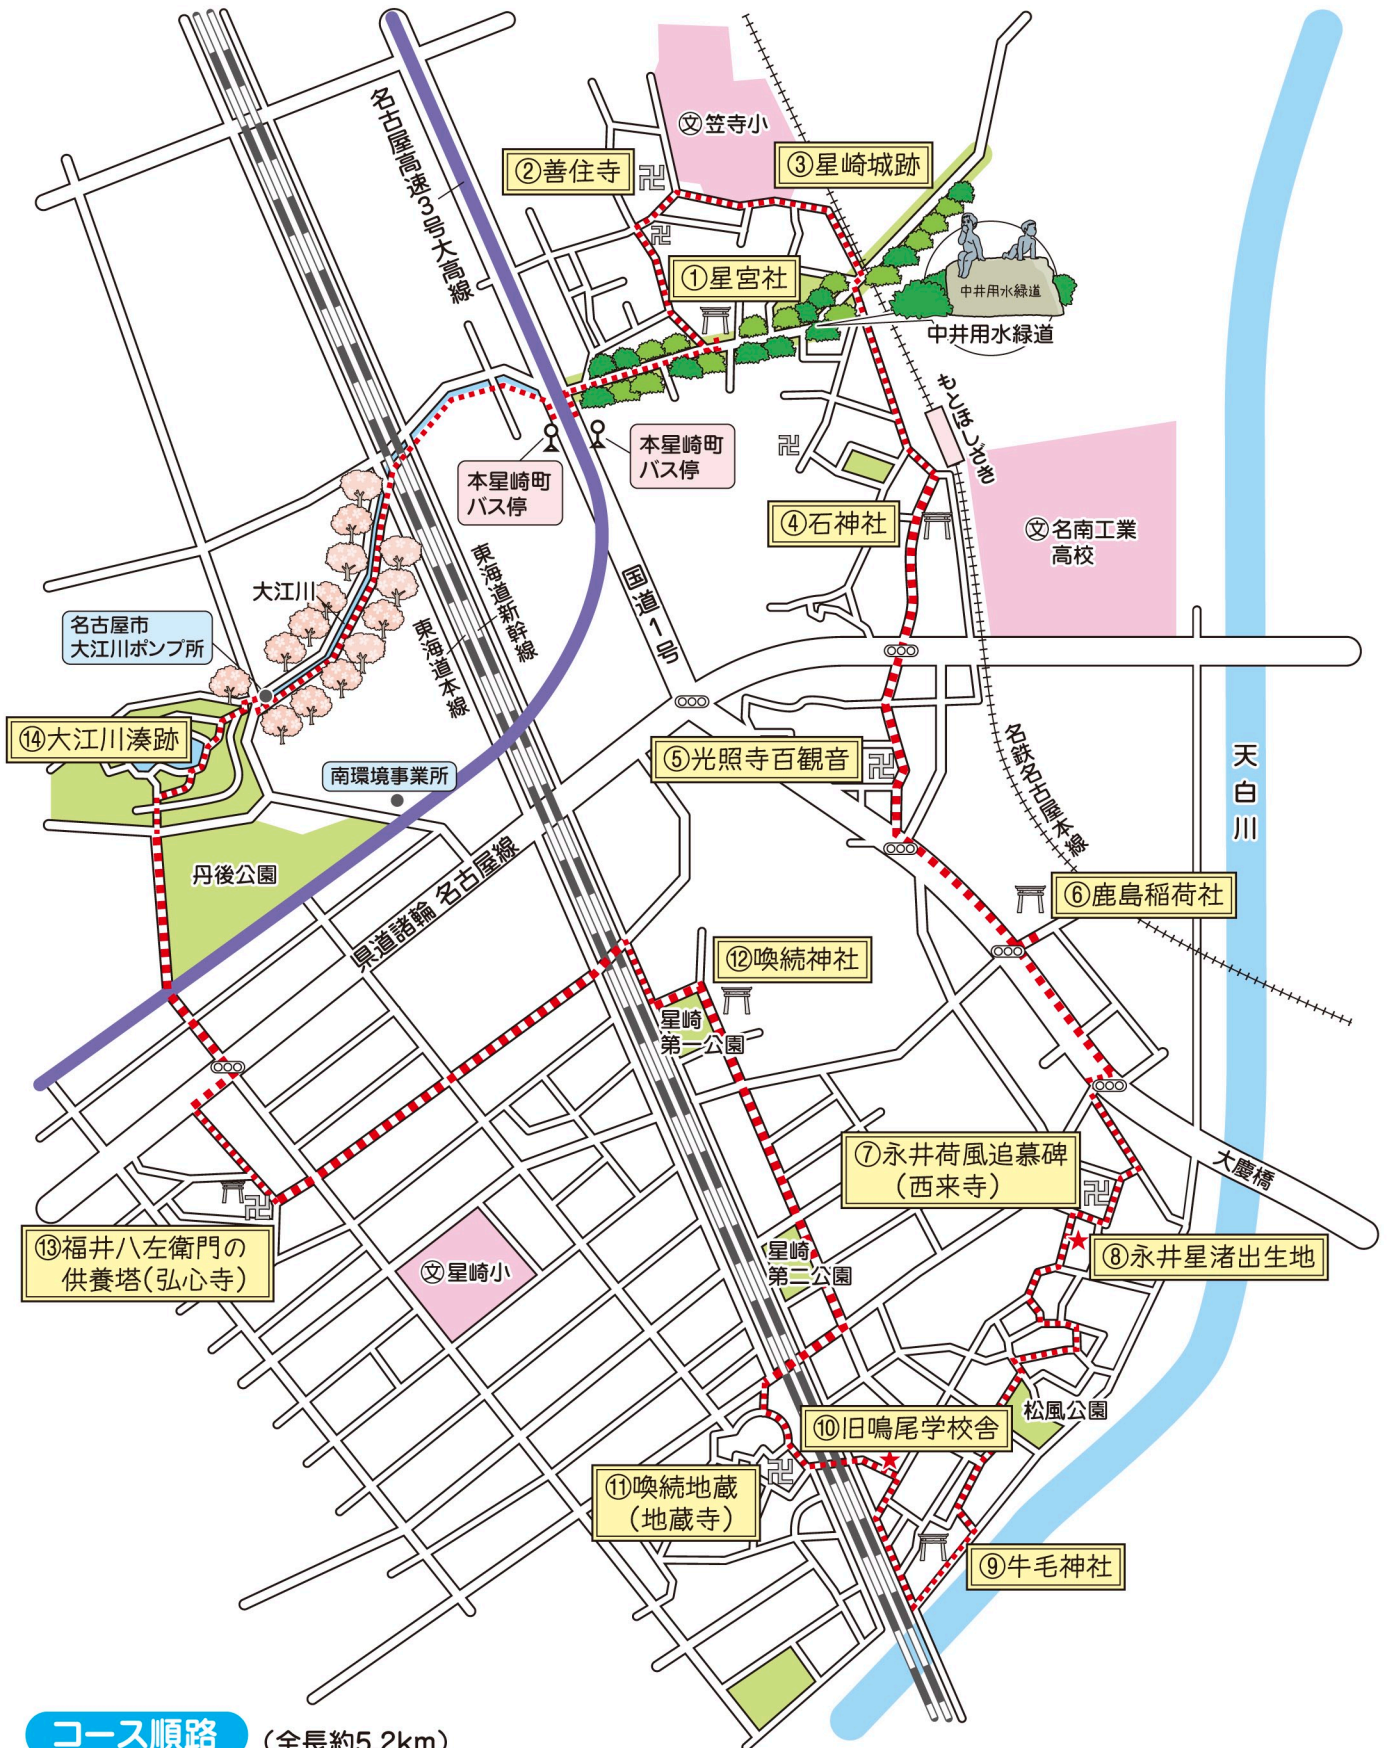 名古屋高速3号大高線
㊛笠寺小
②善住寺
③星崎城跡
①星宮社
中井用水緑道
中井用水緑道
もとほしざき
本星崎町
バス停
本星崎町
バス停
④石神社
文名南工業
高校
大江川
名古屋市
大江川ポンプ所
東海道新幹線
東海道本線
国道1号
⑭大江川湊跡
南環境事業所
⑤光照寺百観音
名鉄名古屋本線
天白川
丹後公園
県道諸輪 名古屋線
⑥鹿島稲荷社
⑫喚続神社
星崎
第一公園
⑦永井荷風追慕碑
(西来寺)
大慶橋
⑬福井八左衛門の
供養塔(弘心寺)
文星崎小
星崎
第二公園
⑧永井星渚出生地
松風公園
⑩旧鳴尾学校舎
⑪喚続地蔵
(地蔵寺)
⑨牛毛神社
コース順路 (全長約5.2km)